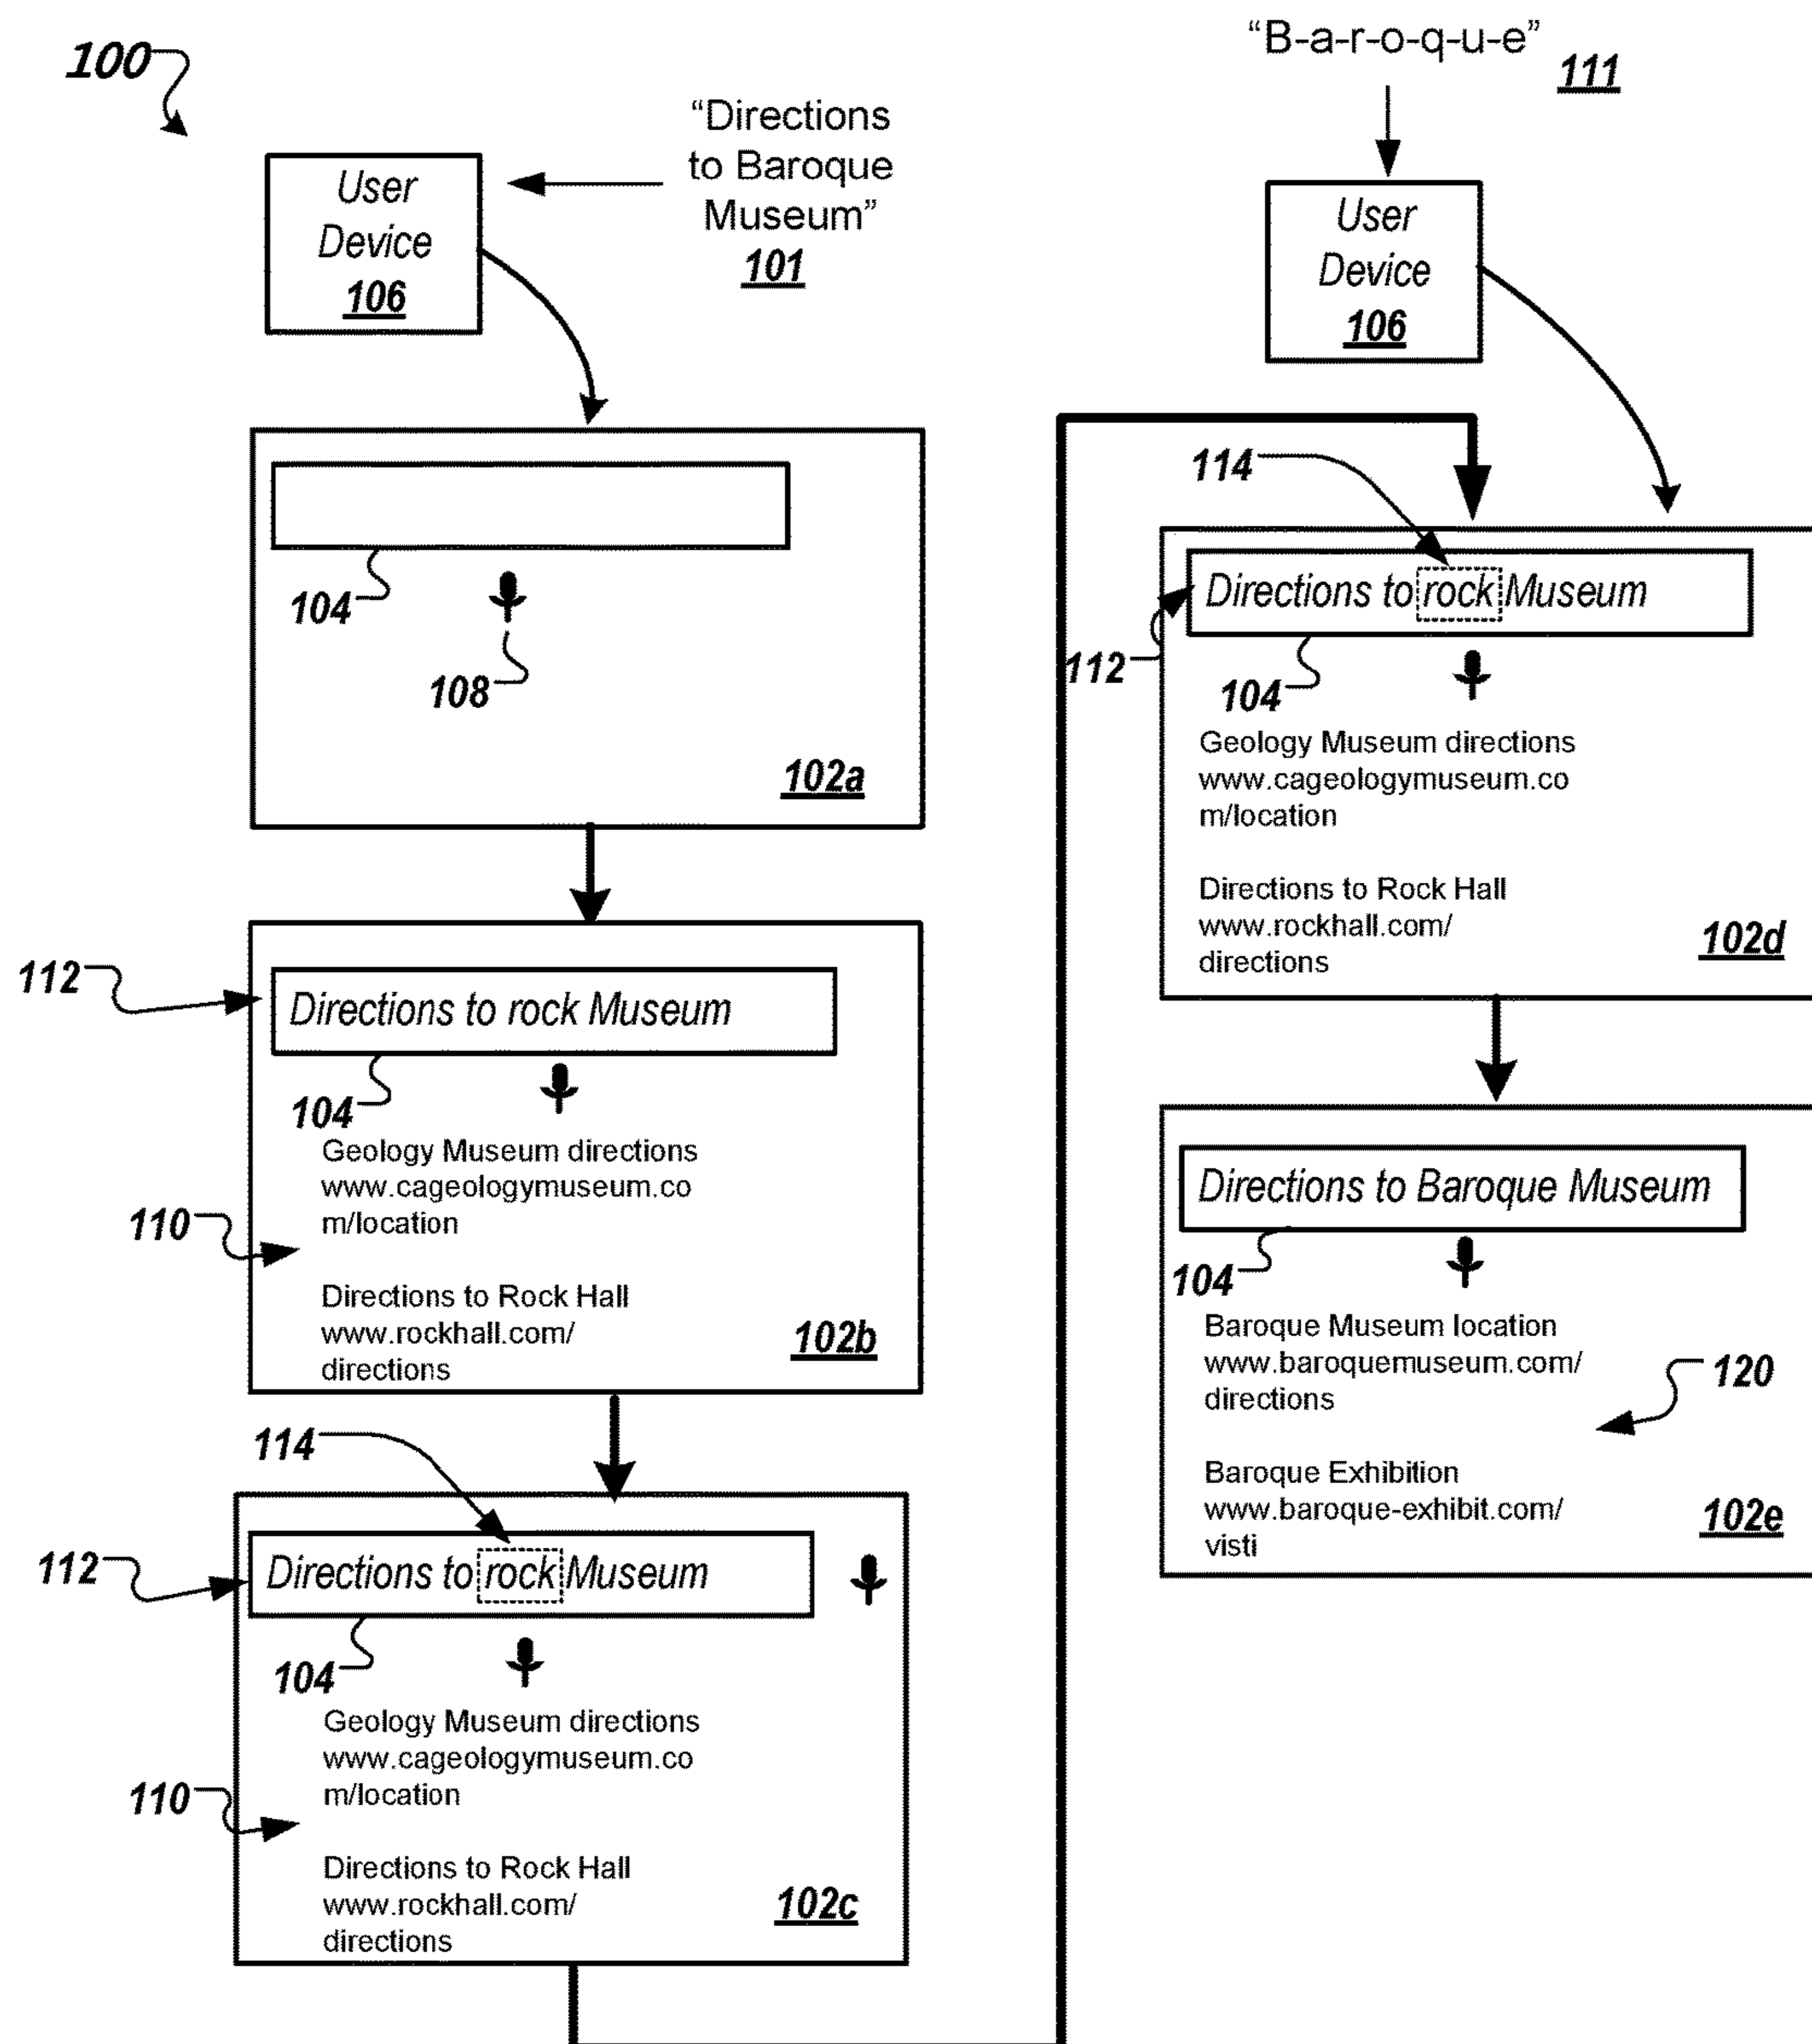 100
“Directions
to Baroque
Museum”
101
User
Device
106
104
108
102a
112
Directions to rock Museum
104
Geology Museum directions
www.cageologymuseum.co
m/location
110
Directions to Rock Hall
www.rockhall.com/
directions
102b
114
112
Directions to rock Museum
104
Geology Museum directions
www.cageologymuseum.co
m/location
110
Directions to Rock Hall
www.rockhall.com/
directions
102c
“B-a-r-o-q-u-e”
111
User
Device
106
114
Directions to rock Museum
112
104
Geology Museum directions
www.cageologymuseum.co
m/location
Directions to Rock Hall
www.rockhall.com/
directions
102d
Directions to Baroque Museum
104
Baroque Museum location
www.baroquemuseum.com/
directions
120
Baroque Exhibition
www.baroque-exhibit.com/
visti
102e